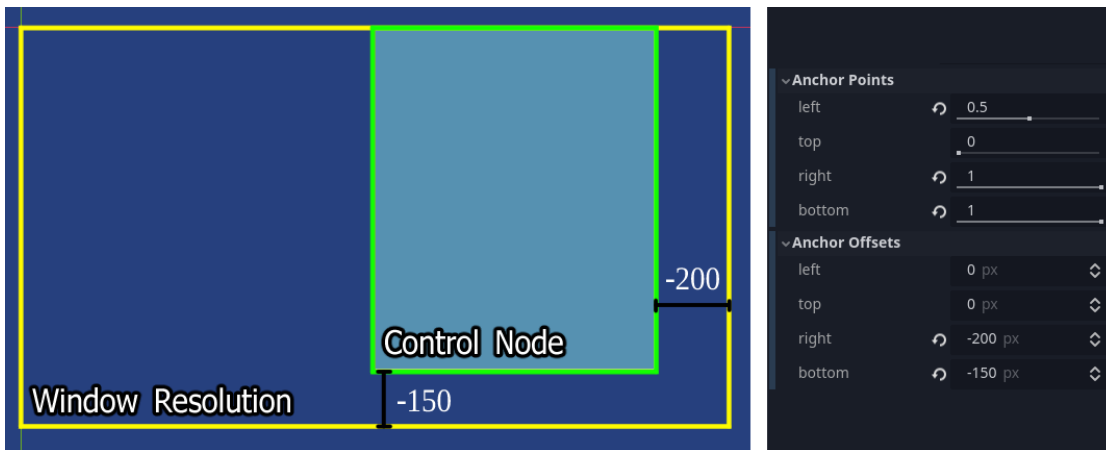 -200
Control Node
-150
Window Resolution
Anchor Points
left 0.5
top 0
right 1
bottom 1
Anchor Offsets
left 0 px
top 0 px
right -200 px
bottom -150 px